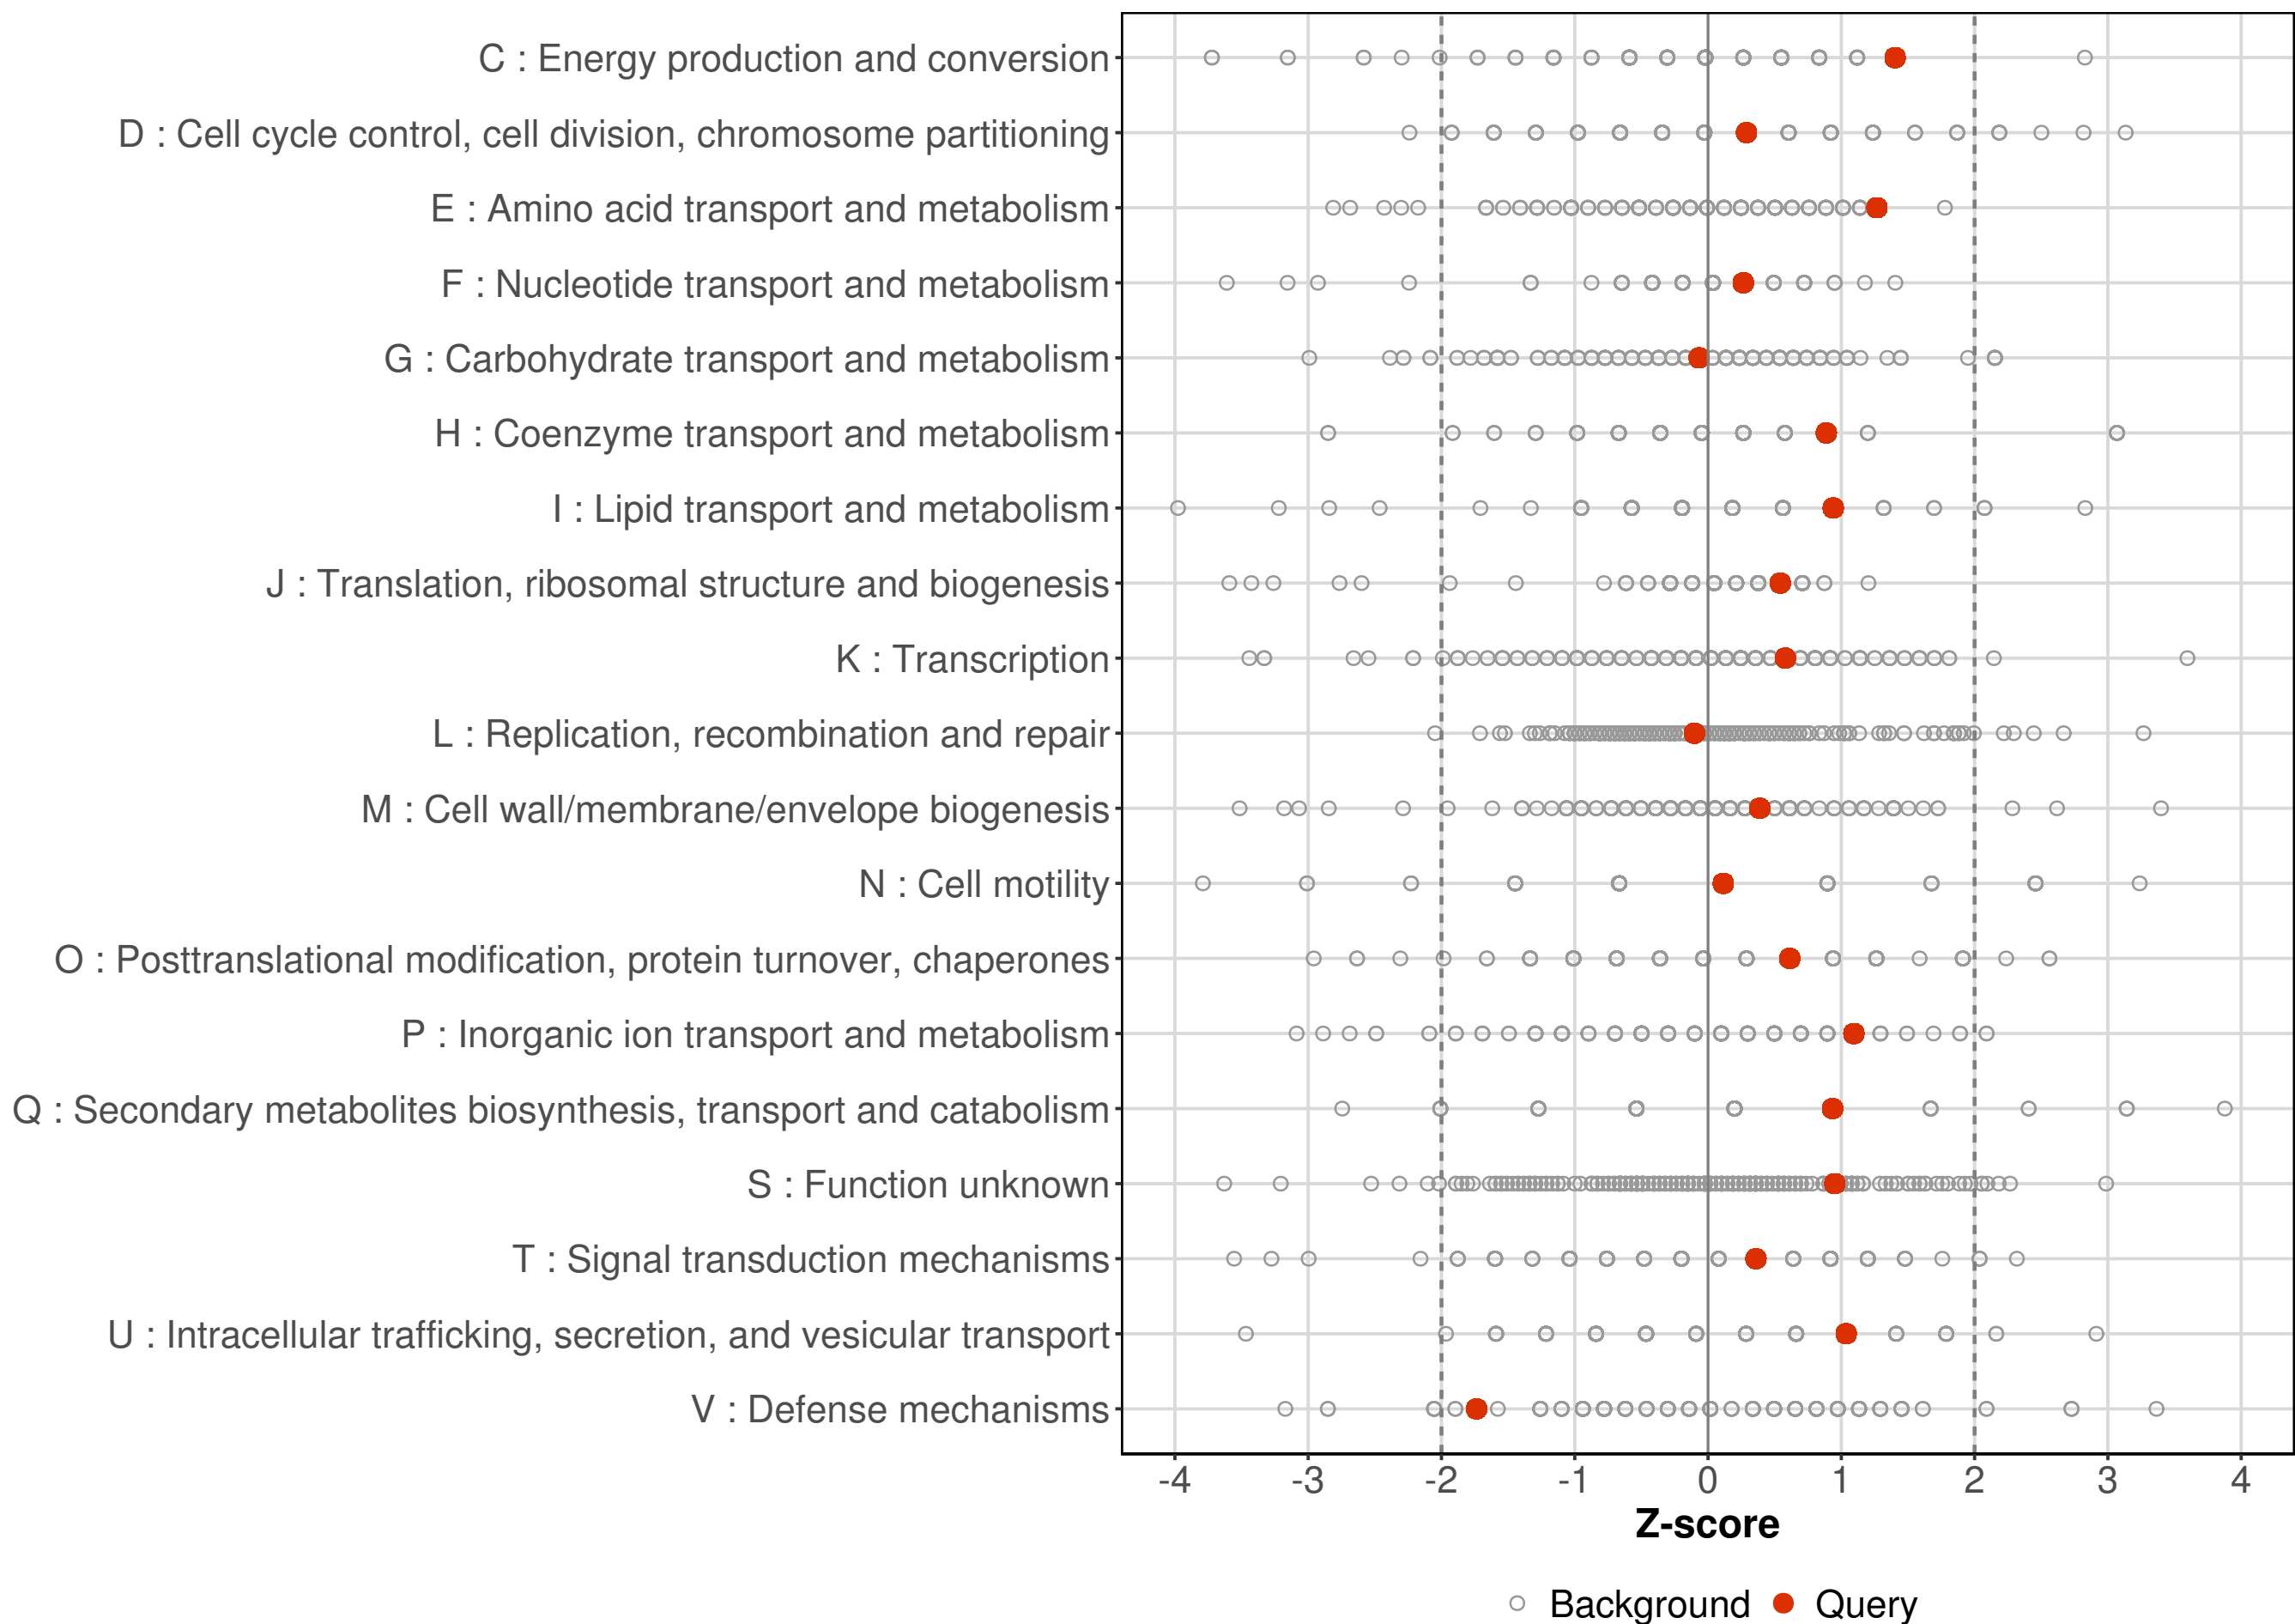 C : Energy production and conversion
D : Cell cycle control, cell division, chromosome partitioning
E : Amino acid transport and metabolism
F : Nucleotide transport and metabolism
G : Carbohydrate transport and metabolism
H : Coenzyme transport and metabolism
I : Lipid transport and metabolism
J : Translation, ribosomal structure and biogenesis
K : Transcription
L : Replication, recombination and repair
M : Cell wall/membrane/envelope biogenesis
N : Cell motility
O : Posttranslational modification, protein turnover, chaperones
P : Inorganic ion transport and metabolism
Q : Secondary metabolites biosynthesis, transport and catabolism
S : Function unknown
T : Signal transduction mechanisms
U : Intracellular trafficking, secretion, and vesicular transport
V : Defense mechanisms
-4 -3 -2 -1 0 1 2 3 4
Z-score
Background Query